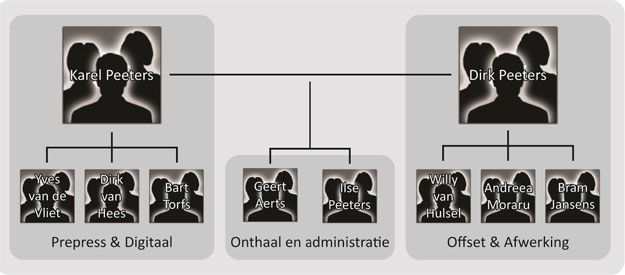 Karel Peeters
Dirk Peeters
Yves
van de
Vliet
Dirk
van
Hees
Bart
Torfs
Geert
Aerts
Ilse
Peeters
Willy
van
Hulsel
Andreea
Moraru
Bram
Jansens
Prepress & Digitaal
Onthaal en administratie
Offset & Afwerking